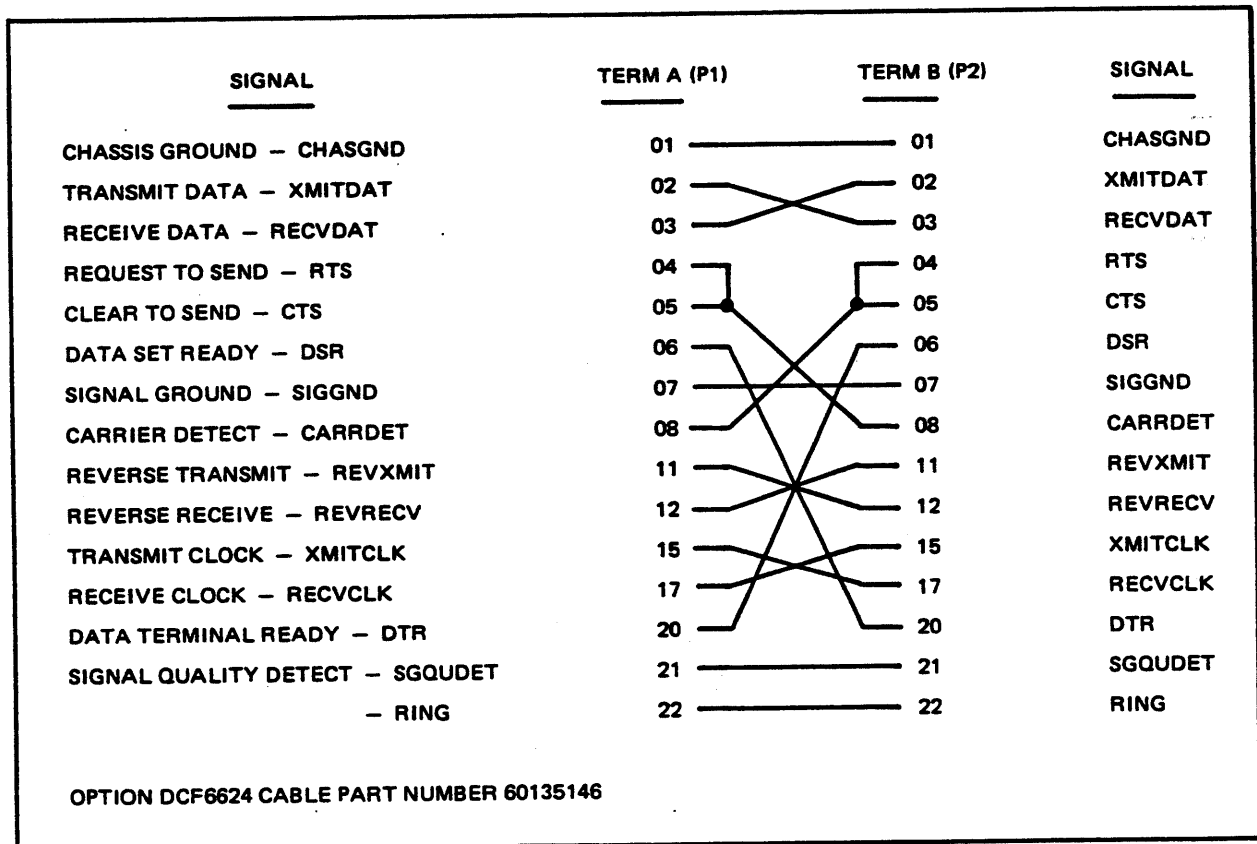 SIGNAL TERM A (P1) TERM B (P2) SIGNAL
CHASSIS GROUND — CHASGND 01 01 CHASGND
TRANSMIT DATA — XMITDAT 02 02 XMITDAT
RECEIVE DATA — RECVDAT 03 03 RECVDAT
REQUEST TO SEND — RTS 04 04 RTS
CLEAR TO SEND — CTS 05 05 CTS
DATA SET READY — DSR 06 06 DSR
SIGNAL GROUND — SIGGND 07 07 SIGGND
CARRIER DETECT — CARRDET 08 08 CARRDET
REVERSE TRANSMIT — REVXMIT 11 11 REVXMIT
REVERSE RECEIVE — REVRECV 12 12 REVRECV
TRANSMIT CLOCK — XMITCLK 15 15 XMITCLK
RECEIVE CLOCK — RECVCLK 17 17 RECVCLK
DATA TERMINAL READY — DTR 20 20 DTR
SIGNAL QUALITY DETECT — SGQUDET 21 21 SGQUDET
— RING 22 22 RING
OPTION DCF6624 CABLE PART NUMBER 60135146